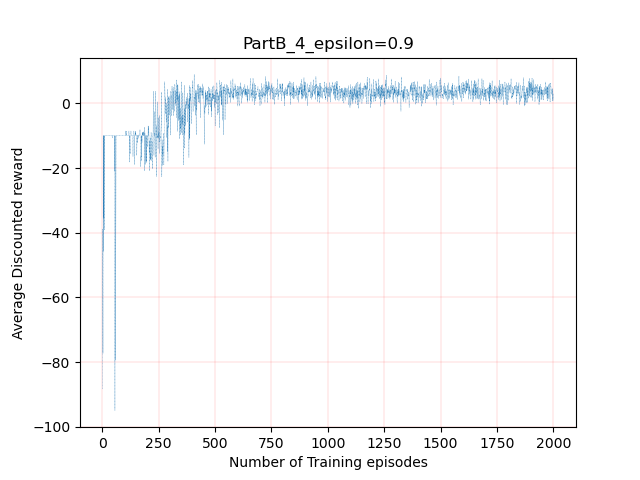 PartB_4_epsilon=0.9
Average Discounted reward
0
−20
−40
−60
−80
−100
0 250 500 750 1000 1250 1500 1750 2000
Number of Training episodes